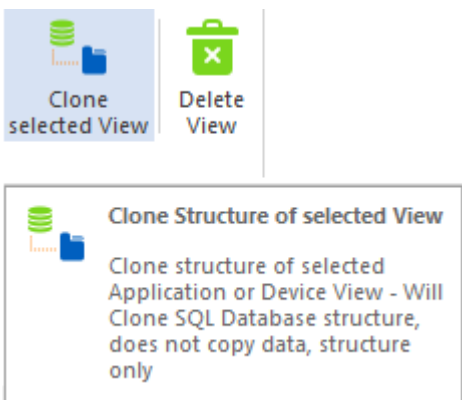 Clone
selected View
Delete
View
Clone Structure of selected View
Clone structure of selected
Application or Device View - Will
Clone SQL Database structure,
does not copy data, structure
only